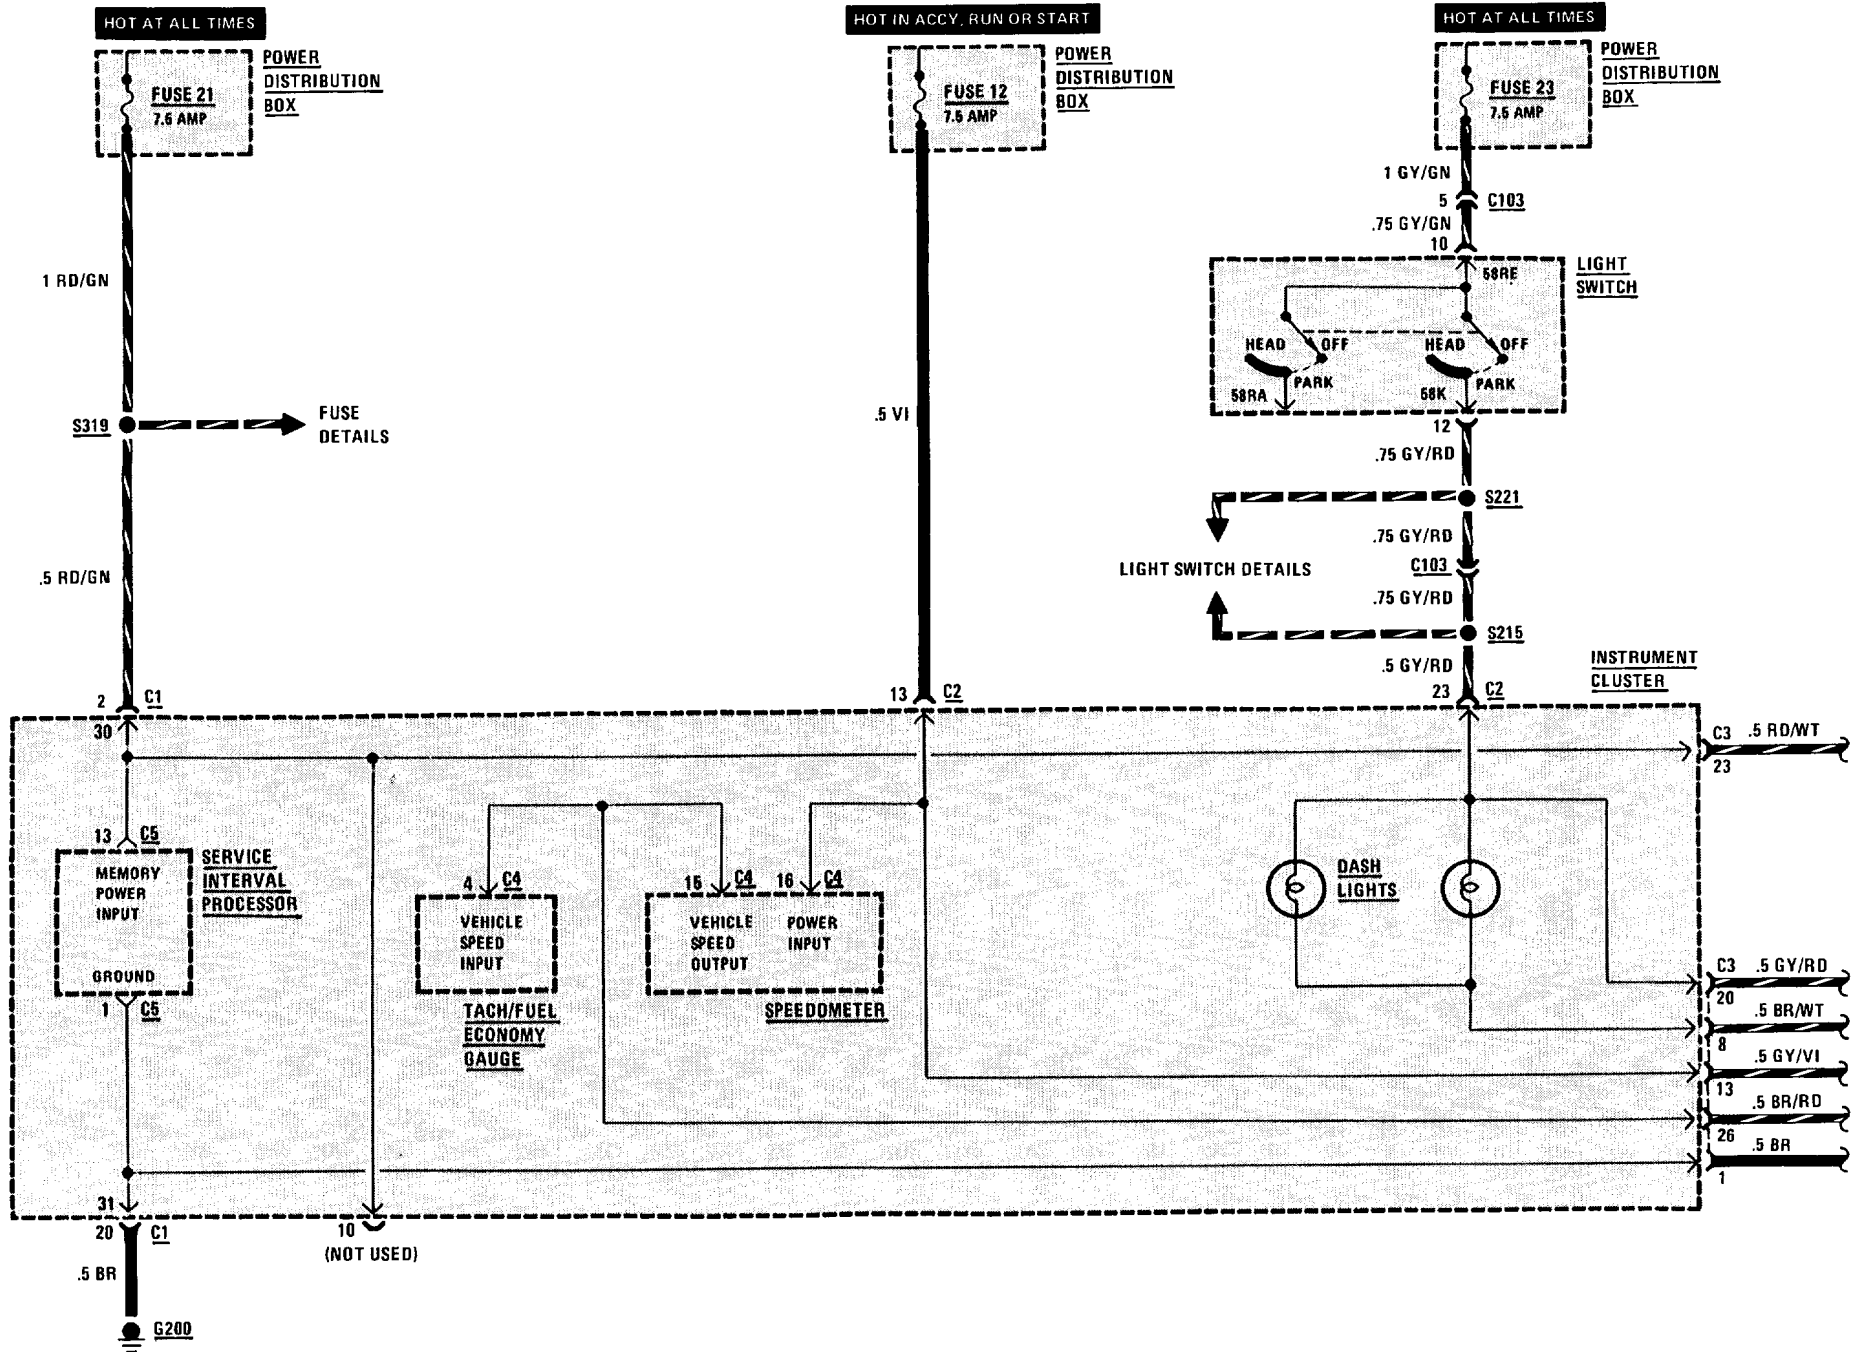 HOT AT ALL TIMES
HOT IN ACCY, RUN OR START
HOT AT ALL TIMES
POWER
DISTRIBUTION
BOX
FUSE 21
7.5 AMP
POWER
DISTRIBUTION
BOX
FUSE 12
7.5 AMP
POWER
DISTRIBUTION
BOX
FUSE 23
7.5 AMP
1 GY/GN
5
C103
.75 GY/GN
10
58RE
LIGHT
SWITCH
HEAD
OFF
PARK
58RA
HEAD
OFF
PARK
58K
12
.75 GY/RD
S221
.75 GY/RD
C103
LIGHT SWITCH DETAILS
.75 GY/RD
S215
.5 GY/RD
1 RD/GN
S319
FUSE
DETAILS
.5 RD/GN
.5 VI
INSTRUMENT
CLUSTER
2
C1
13
C2
23
C2
30
C3
.5 RD/WT
23
13
C5
MEMORY
POWER
INPUT
GROUND
SERVICE
INTERVAL
PROCESSOR
1
C5
4
C4
VEHICLE
SPEED
INPUT
TACH/FUEL
ECONOMY
GAUGE
15
C4
16
C4
VEHICLE
SPEED
OUTPUT
POWER
INPUT
SPEEDOMETER
DASH
LIGHTS
C3
.5 GY/RD
20
.5 BR/WT
8
.5 GY/VI
13
.5 BR/RD
26
.5 BR
1
31
20
C1
10
(NOT USED)
.5 BR
G200